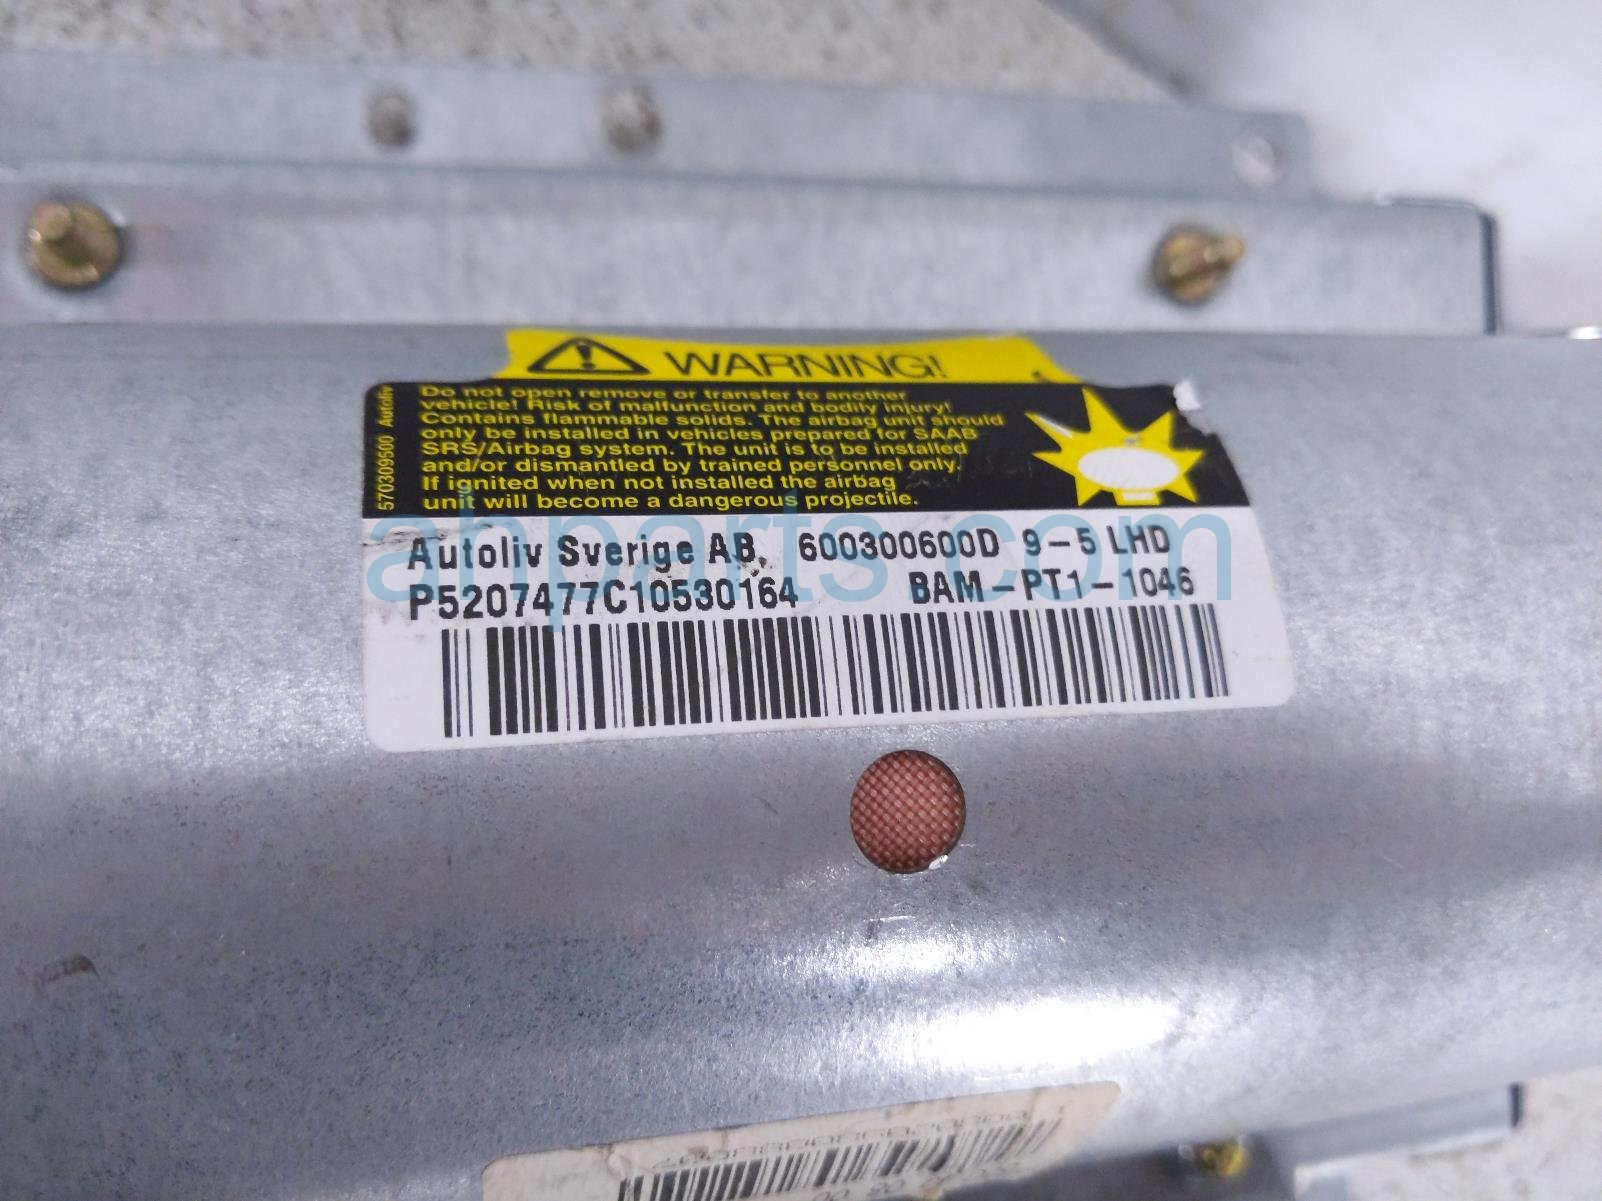 WARNING!
Do not open remove or transfer to another
vehicle! Risk of malfunction and bodily injury!
Contains flammable solids. The airbag unit should
only be installed in vehicles prepared for SAAB
SRS/Airbag system. The unit is to be installed
and/or dismantled by trained personnel only.
If ignited when not installed the airbag
unit will become a dangerous projectile.
570309500 Autoliv
Autoliv Sverige AB, 600300600D 9-5 LHD
P5207477C10530164 BAM-PT1-1046
ahparts.com